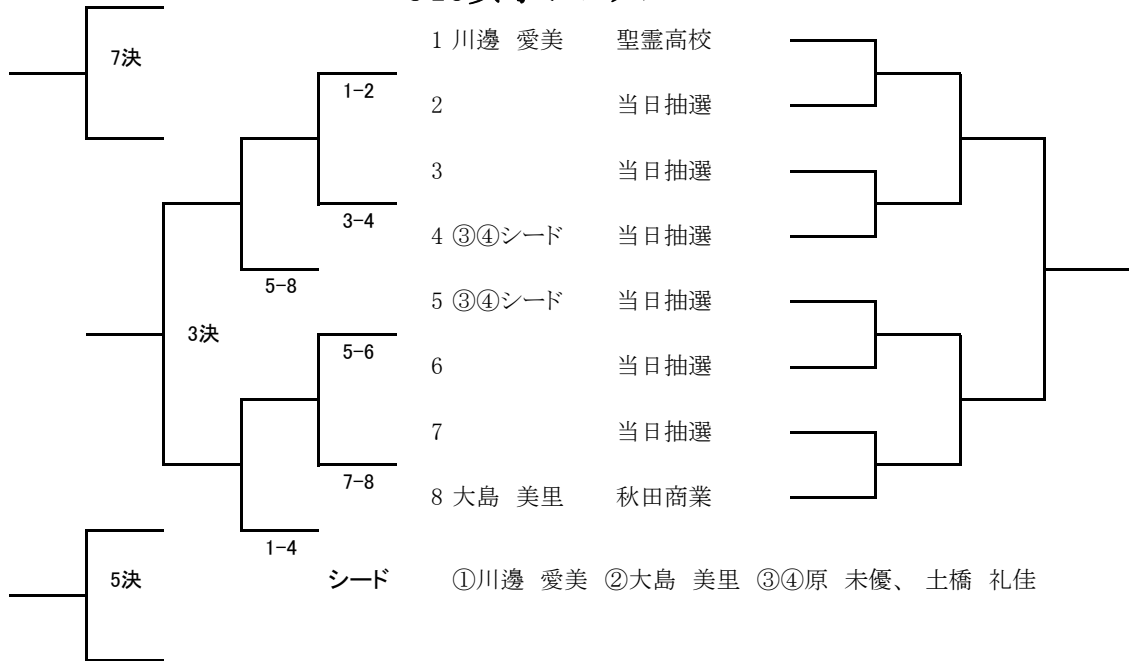 7決
1 川邊 愛美 聖霊高校
1-2
2 当日抽選
3 当日抽選
3-4
4 ③④シード 当日抽選
5-8
5 ③④シード 当日抽選
3決
5-6
6 当日抽選
7 当日抽選
7-8
8 大島 美里 秋田商業
1-4
5決
シード ①川邊 愛美 ②大島 美里 ③④原 未優、 土橋 礼佳